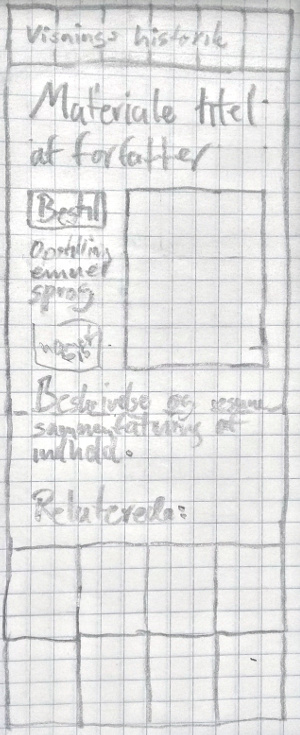 Visnings historik
Materiale titel
af forfatter
Bestil
Opstilling
emner
sprog
Beskrivelse og
sammenfatning af
indhold.
Relaterede: